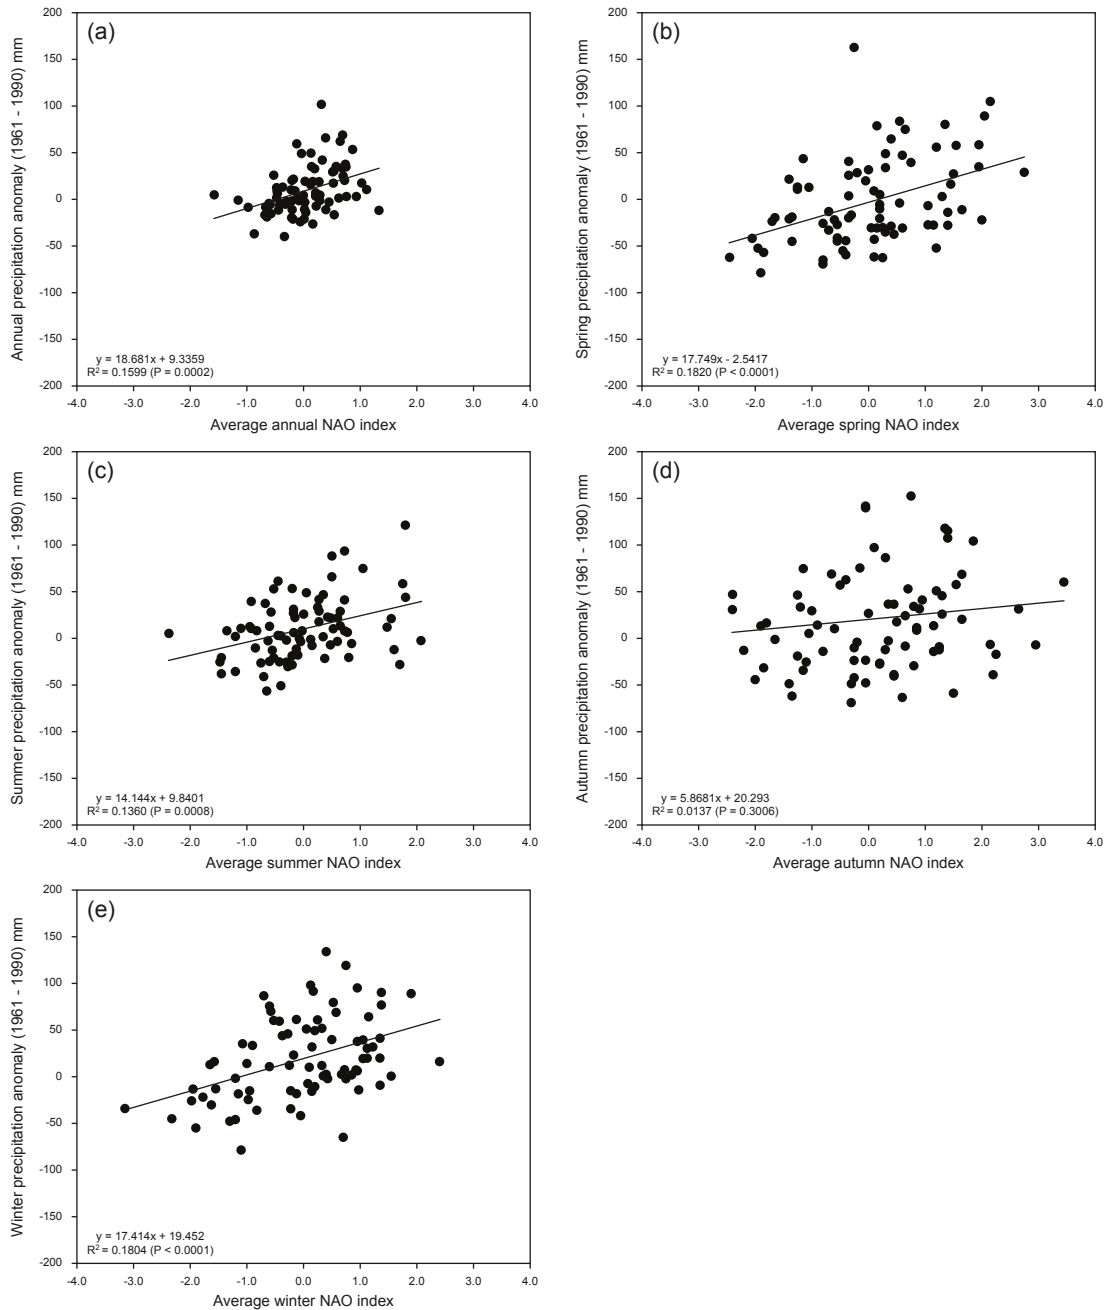 (a)
Annual precipitation anomaly (1961 - 1990) mm
200
150
100
50
0
-50
-100
-150
-200
y = 18.681x + 9.3359
R² = 0.1599 (P = 0.0002)
-4.0 -3.0 -2.0 -1.0 0.0 1.0 2.0 3.0 4.0
Average annual NAO index
(b)
Spring precipitation anomaly (1961 - 1990) mm
200
150
100
50
0
-50
-100
-150
-200
y = 17.749x - 2.5417
R² = 0.1820 (P < 0.0001)
-4.0 -3.0 -2.0 -1.0 0.0 1.0 2.0 3.0 4.0
Average spring NAO index
(c)
Summer precipitation anomaly (1961 - 1990) mm
200
150
100
50
0
-50
-100
-150
-200
y = 14.144x + 9.8401
R² = 0.1360 (P = 0.0008)
-4.0 -3.0 -2.0 -1.0 0.0 1.0 2.0 3.0 4.0
Average summer NAO index
(d)
Autumn precipitation anomaly (1961 - 1990) mm
200
150
100
50
0
-50
-100
-150
-200
y = 5.8681x + 20.293
R² = 0.0137 (P = 0.3006)
-4.0 -3.0 -2.0 -1.0 0.0 1.0 2.0 3.0 4.0
Average autumn NAO index
(e)
Winter precipitation anomaly (1961 - 1990) mm
200
150
100
50
0
-50
-100
-150
-200
y = 17.414x + 19.452
R² = 0.1804 (P < 0.0001)
-4.0 -3.0 -2.0 -1.0 0.0 1.0 2.0 3.0 4.0
Average winter NAO index